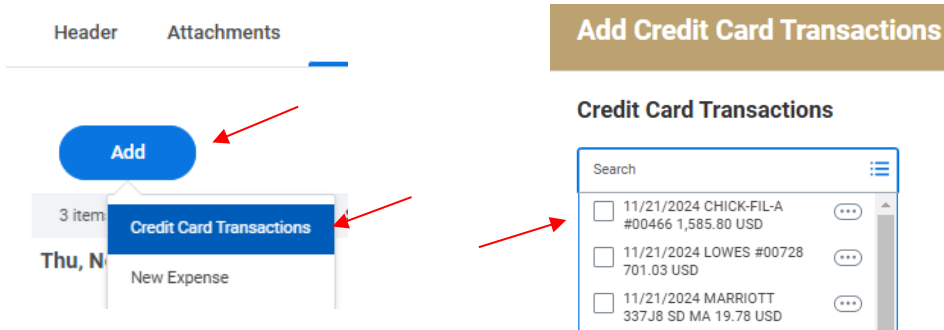 Header Attachments
Add
3 item
Credit Card Transactions
Thu, N
New Expense
Add Credit Card Transactions
Credit Card Transactions
Search
11/21/2024 CHICK-FIL-A
#00466 1,585.80 USD
11/21/2024 LOWES #00728
701.03 USD
11/21/2024 MARRIOTT
337J8 SD MA 19.78 USD